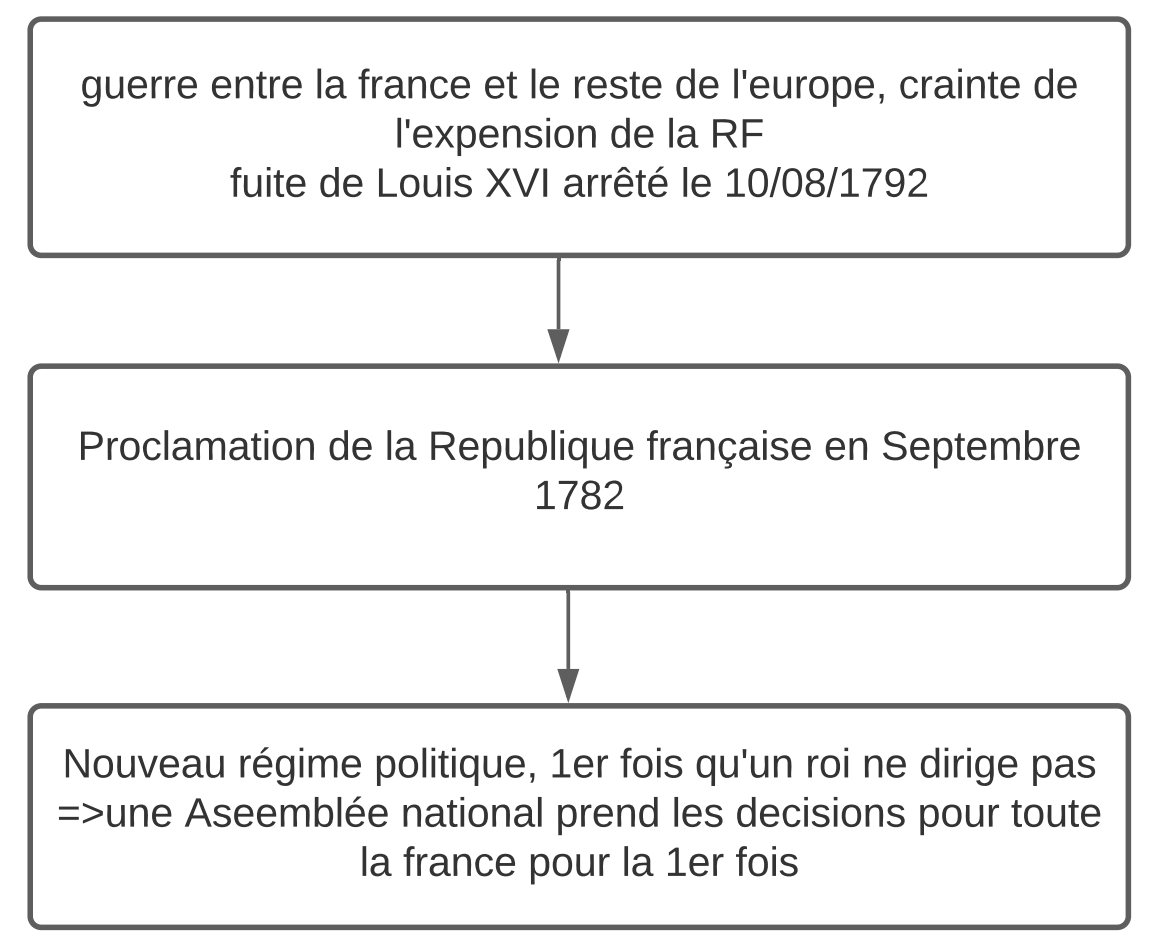 guerre entre la france et le reste de l'europe, crainte de
l'expension de la RF
fuite de Louis XVI arrêté le 10/08/1792
Proclamation de la Republique française en Septembre
1782
Nouveau régime politique, 1er fois qu'un roi ne dirige pas
=>une Aseemblée national prend les decisions pour toute
la france pour la 1er fois